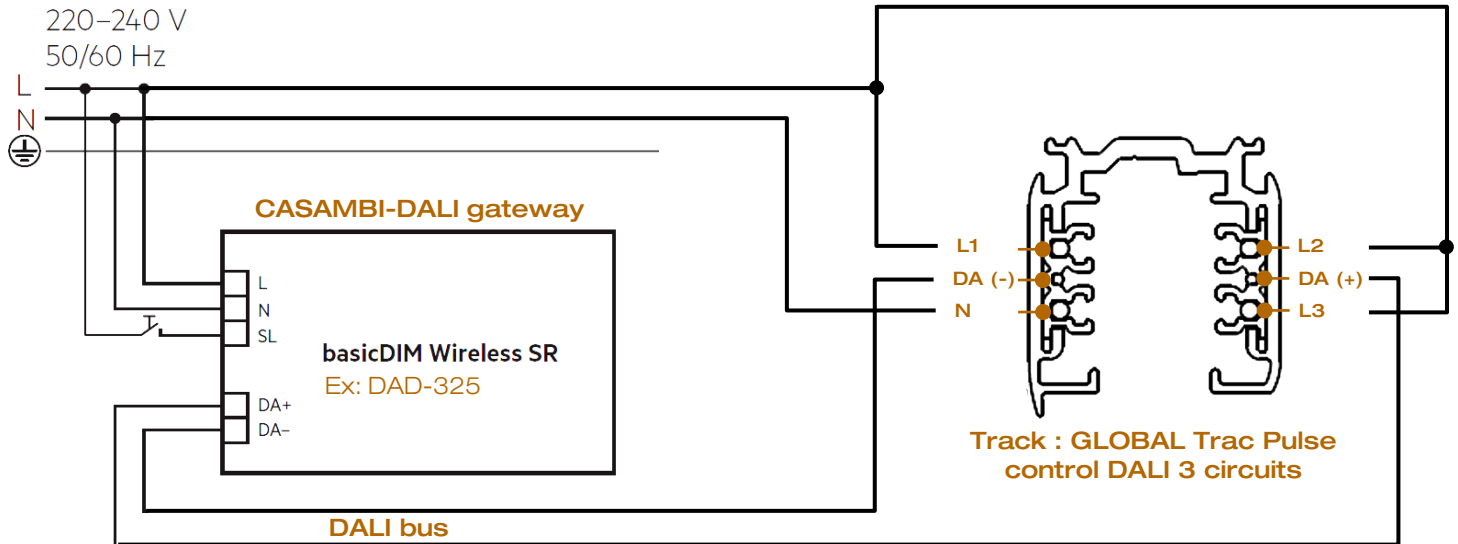 220–240 V
50/60 Hz
L
N
CASAMBI-DALI gateway
L
N
SL
basicDIM Wireless SR
Ex: DAD-325
DA+
DA–
DALI bus
L1
DA (-)
N
L2
DA (+)
L3
Track : GLOBAL Trac Pulse
control DALI 3 circuits